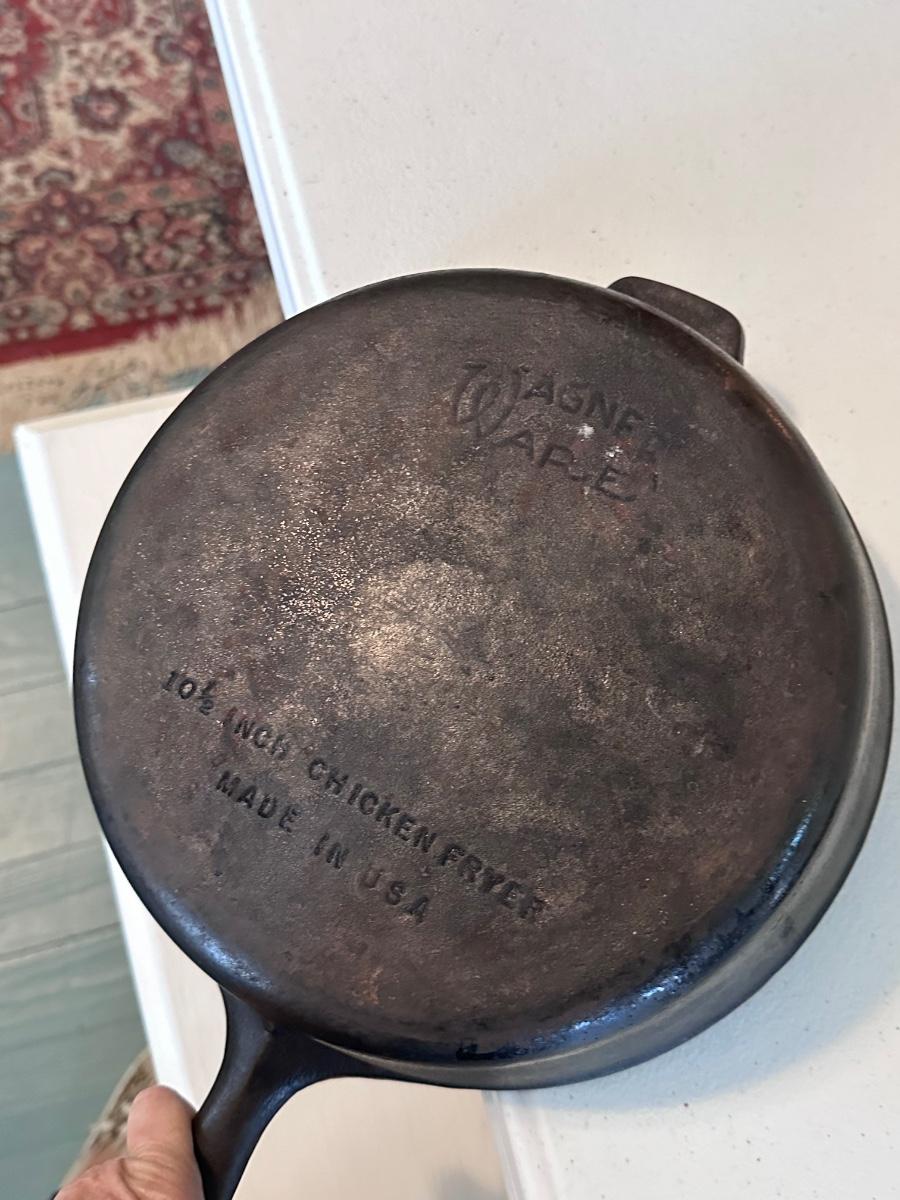 WAGNER
WARE
10½ INCH CHICKEN FRYER
MADE IN USA